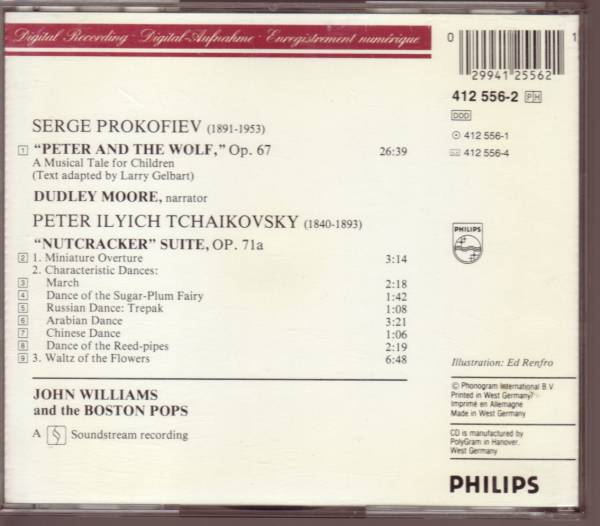 Digital Recording · Digital-Aufnahme · Enregistrement numérique
SERGE PROKOFIEV (1891-1953)
1 “PETER AND THE WOLF,” Op. 67 26:39
A Musical Tale for Children
(Text adapted by Larry Gelbart)
DUDLEY MOORE, narrator
PETER ILYICH TCHAIKOVSKY (1840-1893)
“NUTCRACKER” SUITE, OP. 71a
2 1. Miniature Overture 3:14
2. Characteristic Dances:
3 March 2:18
4 Dance of the Sugar-Plum Fairy 1:42
5 Russian Dance: Trepak 1:08
6 Arabian Dance 3:21
7 Chinese Dance 1:06
8 Dance of the Reed-pipes 2:19
9 3. Waltz of the Flowers 6:48
JOHN WILLIAMS
and the BOSTON POPS
A S Soundstream recording
0 29941 25562 1
412 556-2 PH
DDD
412 556-1
412 556-4
PHILIPS
Illustration: Ed Renfro
℗ Phonogram International B.V.
Printed in West Germany/
Imprimé en Allemagne
Made in West Germany
CD is manufactured by
PolyGram in Hanover,
West Germany
PHILIPS